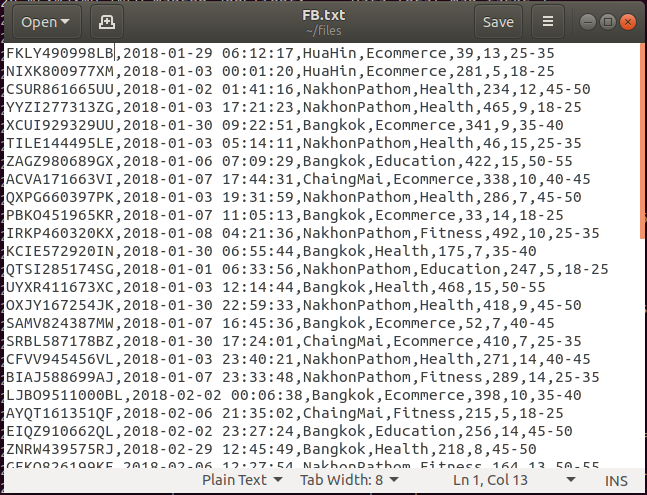 Open
FB.txt
~/files
Save
FKLY490998LB,2018-01-29 06:12:17,HuaHin,Ecommerce,39,13,25-35
NIXK800977XM,2018-01-03 00:01:20,HuaHin,Ecommerce,281,5,18-25
CSUR861665UU,2018-01-02 01:41:16,NakhonPathom,Health,234,12,45-50
YYZI277313ZG,2018-01-03 17:21:23,NakhonPathom,Health,465,9,18-25
XCUI929329UU,2018-01-30 09:22:51,Bangkok,Ecommerce,341,9,35-40
TILE144495LE,2018-01-03 05:14:11,NakhonPathom,Health,46,15,25-35
ZAGZ980689GX,2018-01-06 07:09:29,Bangkok,Education,422,15,50-55
ACVA171663VI,2018-01-07 17:44:31,ChaingMai,Ecommerce,338,10,40-45
QXPG660397PK,2018-01-03 19:31:59,NakhonPathom,Health,286,7,45-50
PBKO451965KR,2018-01-07 11:05:13,Bangkok,Ecommerce,33,14,18-25
IRKP460320KX,2018-01-08 04:21:36,NakhonPathom,Fitness,492,10,25-35
KCIE572920IN,2018-01-30 06:55:44,Bangkok,Health,175,7,35-40
QTSI285174SG,2018-01-01 06:33:56,NakhonPathom,Education,247,5,18-25
UYXR411673XC,2018-01-03 12:14:44,Bangkok,Health,468,15,50-55
OXJY167254JK,2018-01-30 22:59:33,NakhonPathom,Health,418,9,45-50
SAMV824387MW,2018-01-07 16:45:36,Bangkok,Ecommerce,52,7,40-45
SRBL587178BZ,2018-01-30 17:24:01,ChaingMai,Ecommerce,410,7,25-35
CFVV945456VL,2018-01-03 23:40:21,NakhonPathom,Health,271,14,40-45
BIAJ588699AJ,2018-01-07 23:33:48,NakhonPathom,Fitness,289,14,25-35
LJBO9511000BL,2018-02-02 00:06:38,Bangkok,Ecommerce,398,10,35-40
AYQT161351QF,2018-02-06 21:35:02,ChaingMai,Fitness,215,5,18-25
EIQZ910662QL,2018-02-02 23:27:24,Bangkok,Education,256,14,45-50
ZNRW439575RJ,2018-02-29 12:45:49,Bangkok,Health,218,8,45-50
GEKO826199KE,2018-02-06 12:27:54,NakhonPathom,Fitness,164,13,50-55
Plain Text Tab Width: 8 Ln 1, Col 13 INS